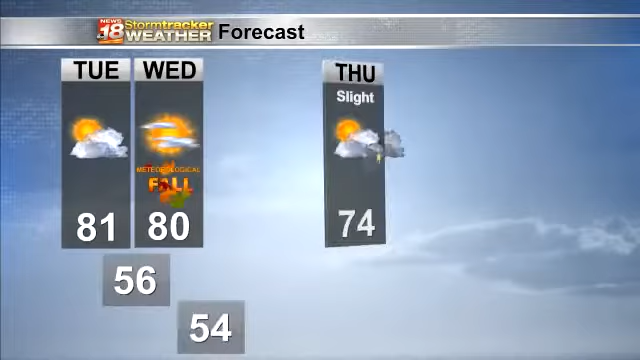 NEWS
18
Stormtracker
WEATHER
Forecast
TUE
WED
THU
Slight
METEOROLOGICAL
FALL
81
80
74
56
54